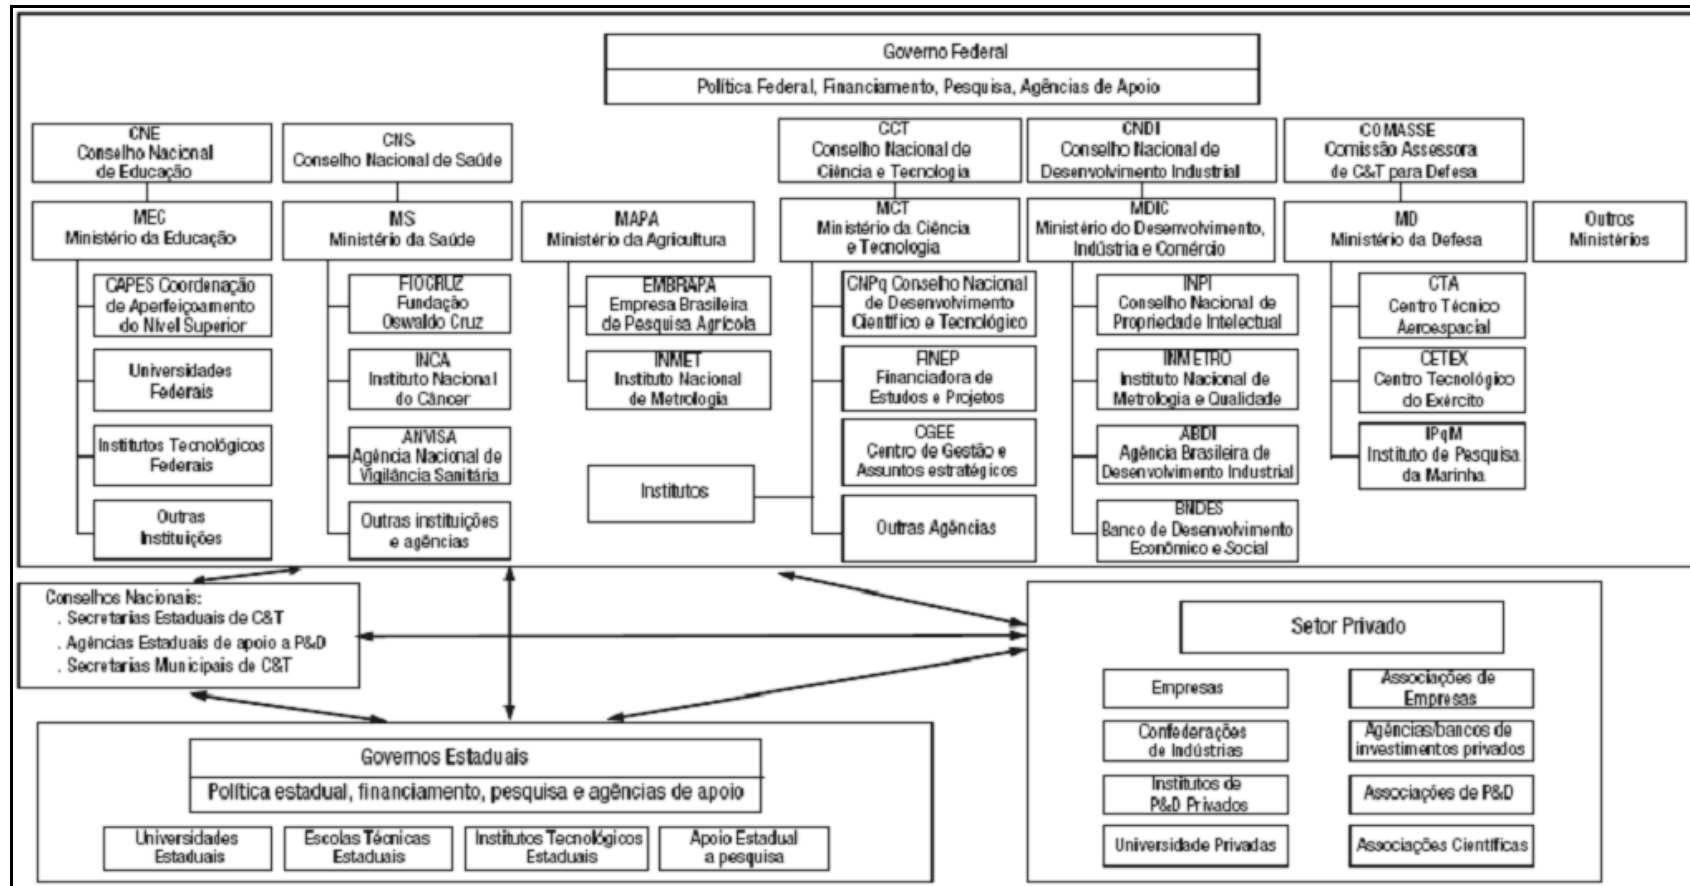 Governo Federal
Política Federal, Financiamento, Pesquisa, Agências de Apoio
CNE
Conselho Nacional
de Educação
CNS
Conselho Nacional de Saúde
CCT
Conselho Nacional de
Ciência e Tecnologia
CNDI
Conselho Nacional de
Desenvolvimento Industrial
COMASSE
Comissão Assessora
de C&T para Defesa
MEC
Ministério da Educação
MS
Ministério da Saúde
MAPA
Ministério da Agricultura
MCT
Ministério da Ciência
e Tecnologia
MDIC
Ministério do Desenvolvimento,
Indústria e Comércio
MD
Ministério da Defesa
Outros
Ministérios
CAPES Coordenação
de Aperfeiçoamento
do Nível Superior
Universidades
Federais
Institutos Tecnológicos
Federais
Outras
Instituições
FIOCRUZ
Fundação
Oswaldo Cruz
INCA
Instituto Nacional
do Câncer
ANVISA
Agência Nacional de
Vigilância Sanitária
Outras instituições
e agências
EMBRAPA
Empresa Brasileira
de Pesquisa Agrícola
INMET
Instituto Nacional
de Metrologia
Institutos
CNPq Conselho Nacional
de Desenvolvimento
Científico e Tecnológico
FINEP
Financiadora de
Estudos e Projetos
CGEE
Centro de Gestão e
Assuntos estratégicos
Outras Agências
INPI
Conselho Nacional de
Propriedade Intelectual
INMETRO
Instituto Nacional de
Metrologia e Qualidade
ABDI
Agência Brasileira de
Desenvolvimento Industrial
BNDES
Banco de Desenvolvimento
Econômico e Social
CTA
Centro Técnico
Aeroespacial
CETEX
Centro Tecnológico
do Exército
IPqM
Instituto de Pesquisa
da Marinha
Conselhos Nacionais:
. Secretarias Estaduais de C&T
. Agências Estaduais de apoio a P&D
. Secretarias Municipais de C&T
Setor Privado
Empresas
Associações de
Empresas
Confederações
de Indústrias
Agências/bancos de
investimentos privados
Institutos de
P&D Privados
Associações de P&D
Universidade Privadas
Associações Científicas
Governos Estaduais
Política estadual, financiamento, pesquisa e agências de apoio
Universidades
Estaduais
Escolas Técnicas
Estaduais
Institutos Tecnológicos
Estaduais
Apoio Estadual
a pesquisa